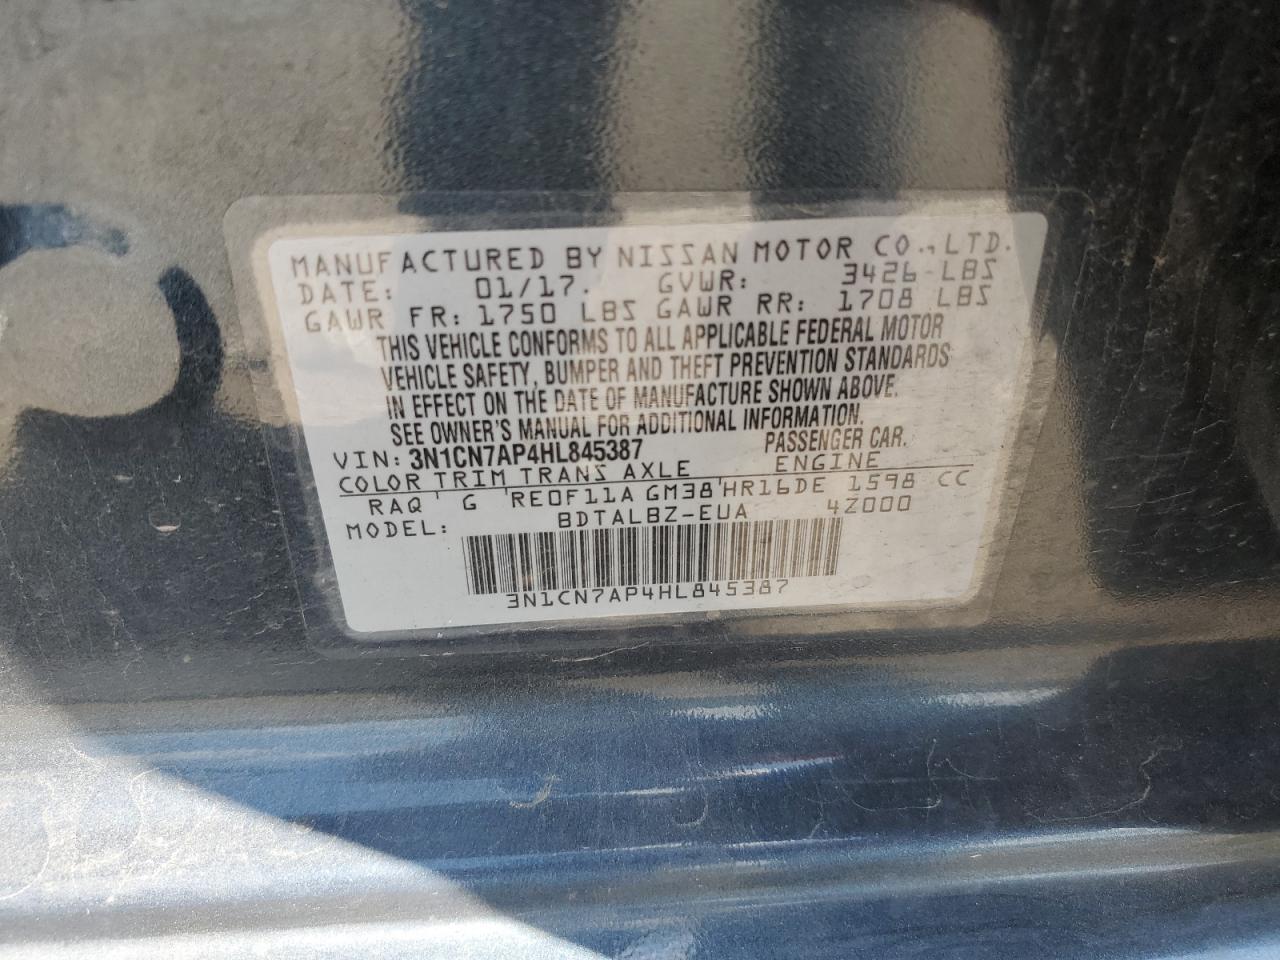 MANUFACTURED BY NISSAN MOTOR CO., LTD.
DATE: 01/17. GVWR: 3426 LBS
GAWR FR: 1750 LBS GAWR RR: 1708 LBS
THIS VEHICLE CONFORMS TO ALL APPLICABLE FEDERAL MOTOR
VEHICLE SAFETY, BUMPER AND THEFT PREVENTION STANDARDS
IN EFFECT ON THE DATE OF MANUFACTURE SHOWN ABOVE.
SEE OWNER'S MANUAL FOR ADDITIONAL INFORMATION.
VIN: 3N1CN7AP4HL845387 PASSENGER CAR.
COLOR TRIM TRANS AXLE ENGINE
RAQ ' G ' RE0F11A GM38 ' HR16DE 1598 CC
MODEL: BDTALBZ-EUA 4Z000
3N1CN7AP4HL845387